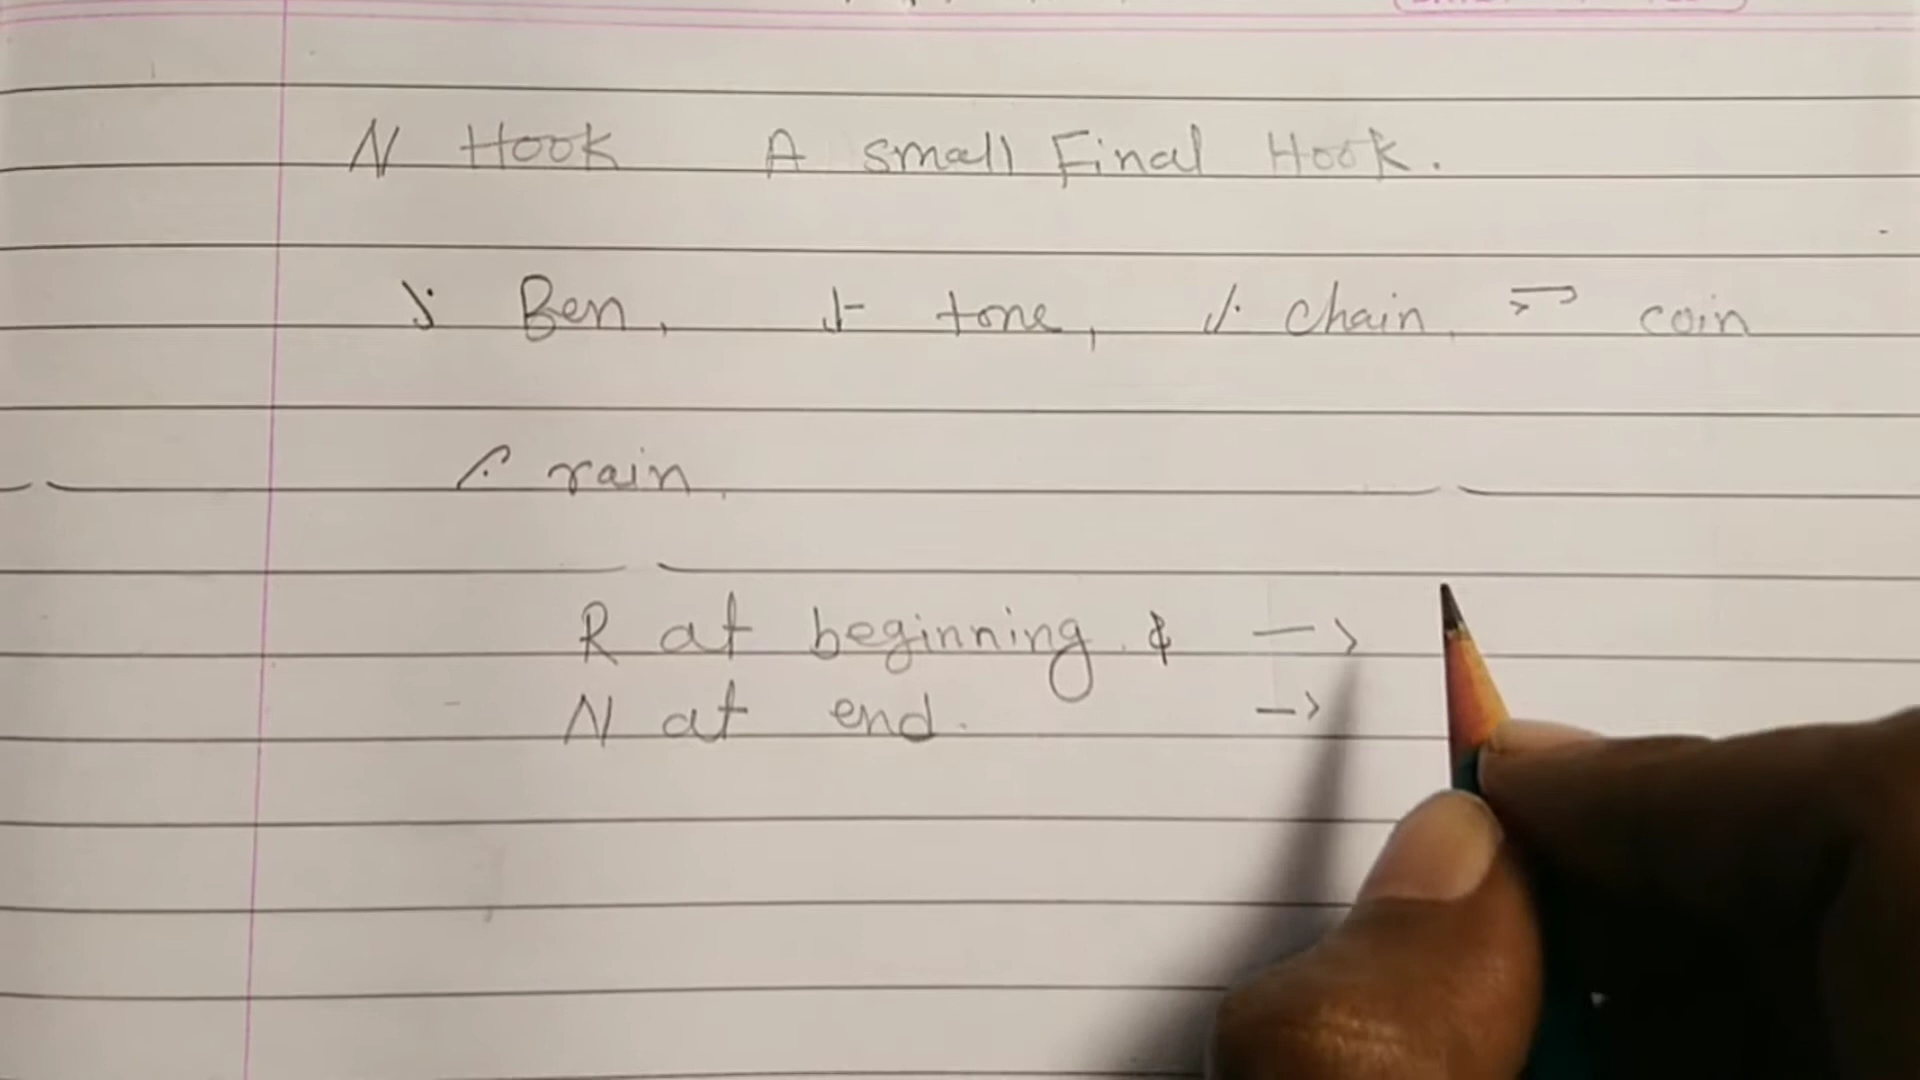 N Hook A small Final Hook.
Ben, tone, chain, coin
rain,
R at beginning & →
N at end. →